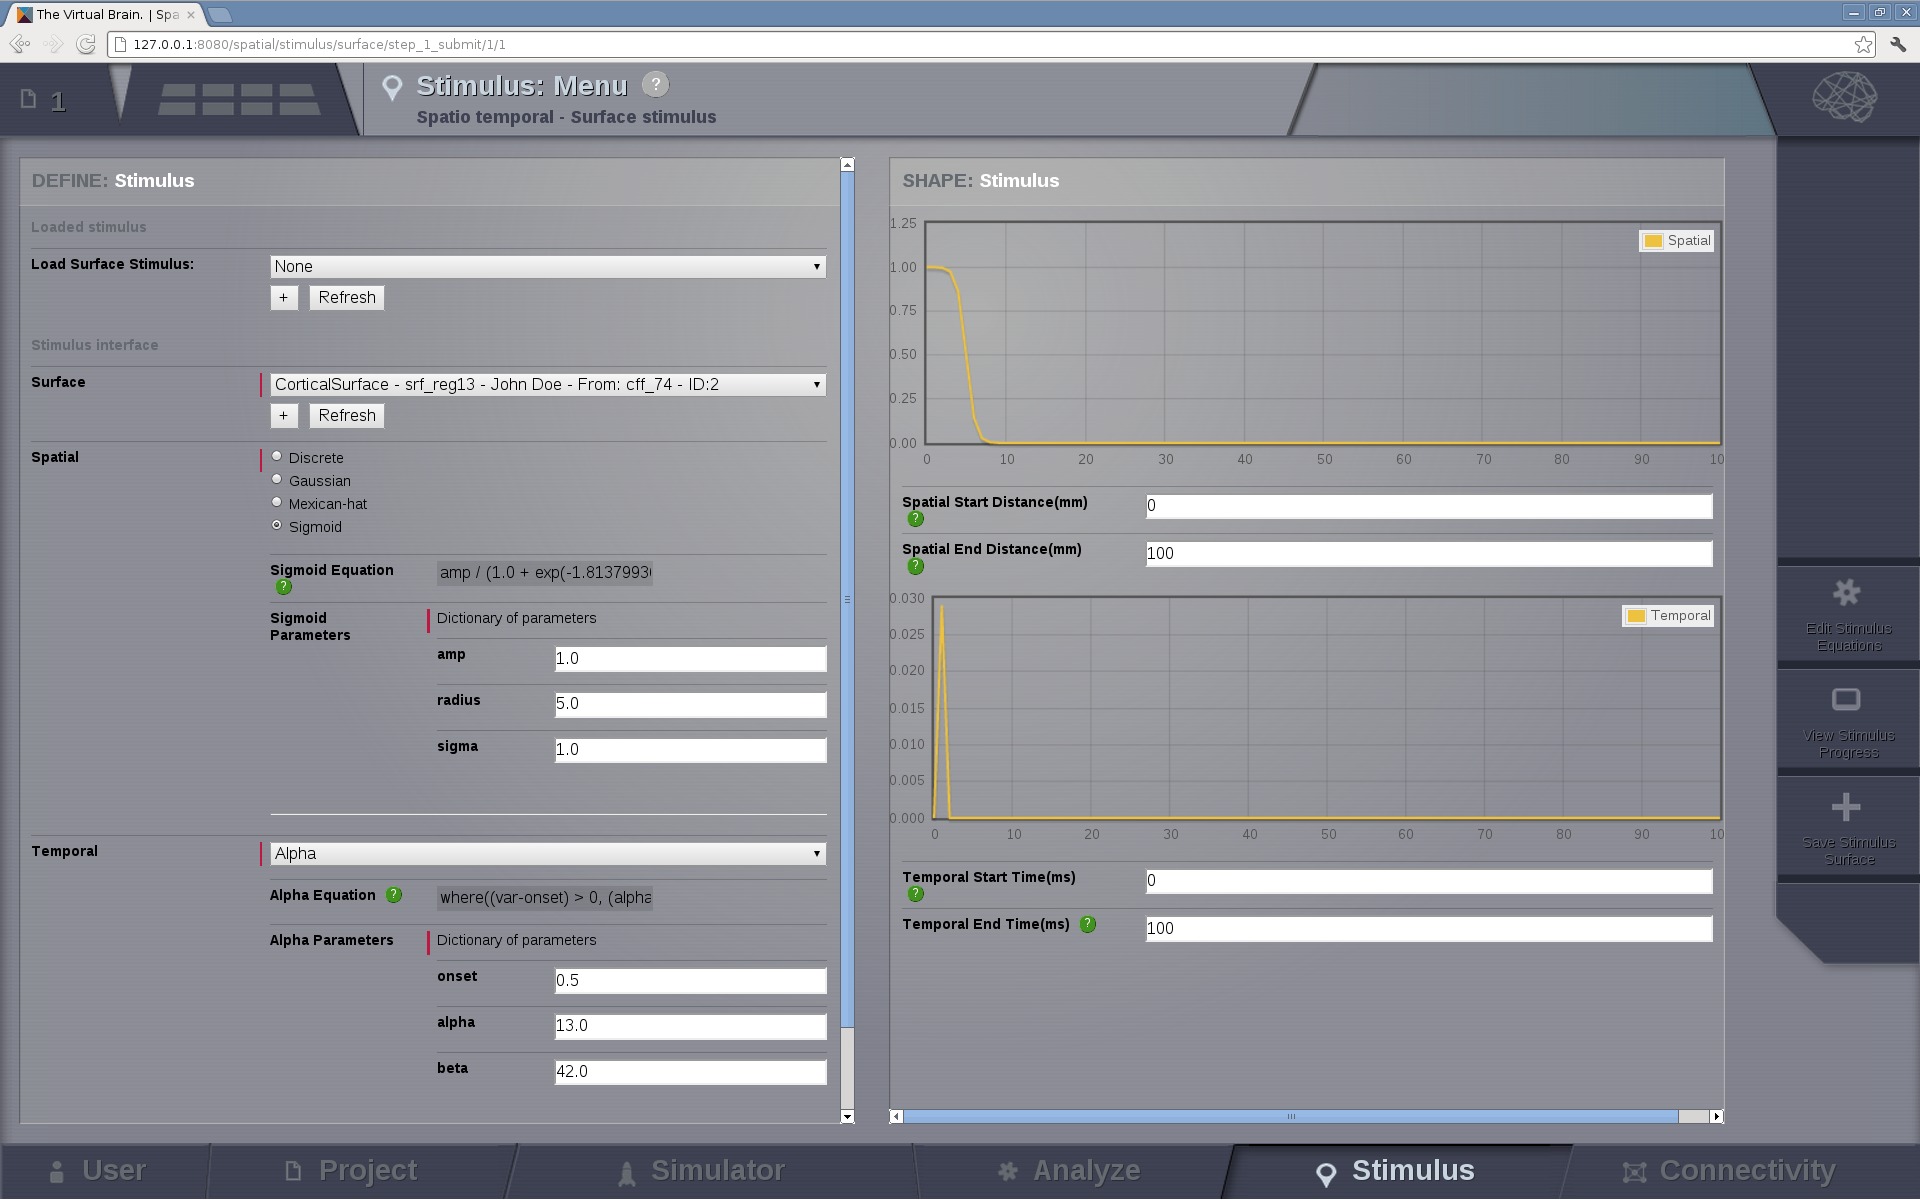 The Virtual Brain. | Spa
127.0.0.1:8080/spatial/stimulus/surface/step_1_submit/1/1
1
Stimulus: Menu ?
Spatio temporal - Surface stimulus
DEFINE: Stimulus
Loaded stimulus
Load Surface Stimulus:
None
+ Refresh
Stimulus interface
Surface
CorticalSurface - srf_reg13 - John Doe - From: cff_74 - ID:2
+ Refresh
Spatial
Discrete
Gaussian
Mexican-hat
Sigmoid
Sigmoid Equation
?
amp / (1.0 + exp(-1.8137993(
Sigmoid
Parameters
Dictionary of parameters
amp 1.0
radius 5.0
sigma 1.0
Temporal
Alpha
Alpha Equation ? where((var-onset) > 0, (alpha
Alpha Parameters Dictionary of parameters
onset 0.5
alpha 13.0
beta 42.0
SHAPE: Stimulus
1.25
1.00
0.75
0.50
0.25
0.00
Spatial
0 10 20 30 40 50 60 70 80 90 10
Spatial Start Distance(mm)
?
0
Spatial End Distance(mm)
?
100
0.030
0.025
0.020
0.015
0.010
0.005
0.000
Temporal
0 10 20 30 40 50 60 70 80 90 10
Temporal Start Time(ms)
?
0
Temporal End Time(ms) ?
100
Edit Stimulus
Equations
View Stimulus
Progress
Save Stimulus
Surface
User Project Simulator Analyze Stimulus Connectivity